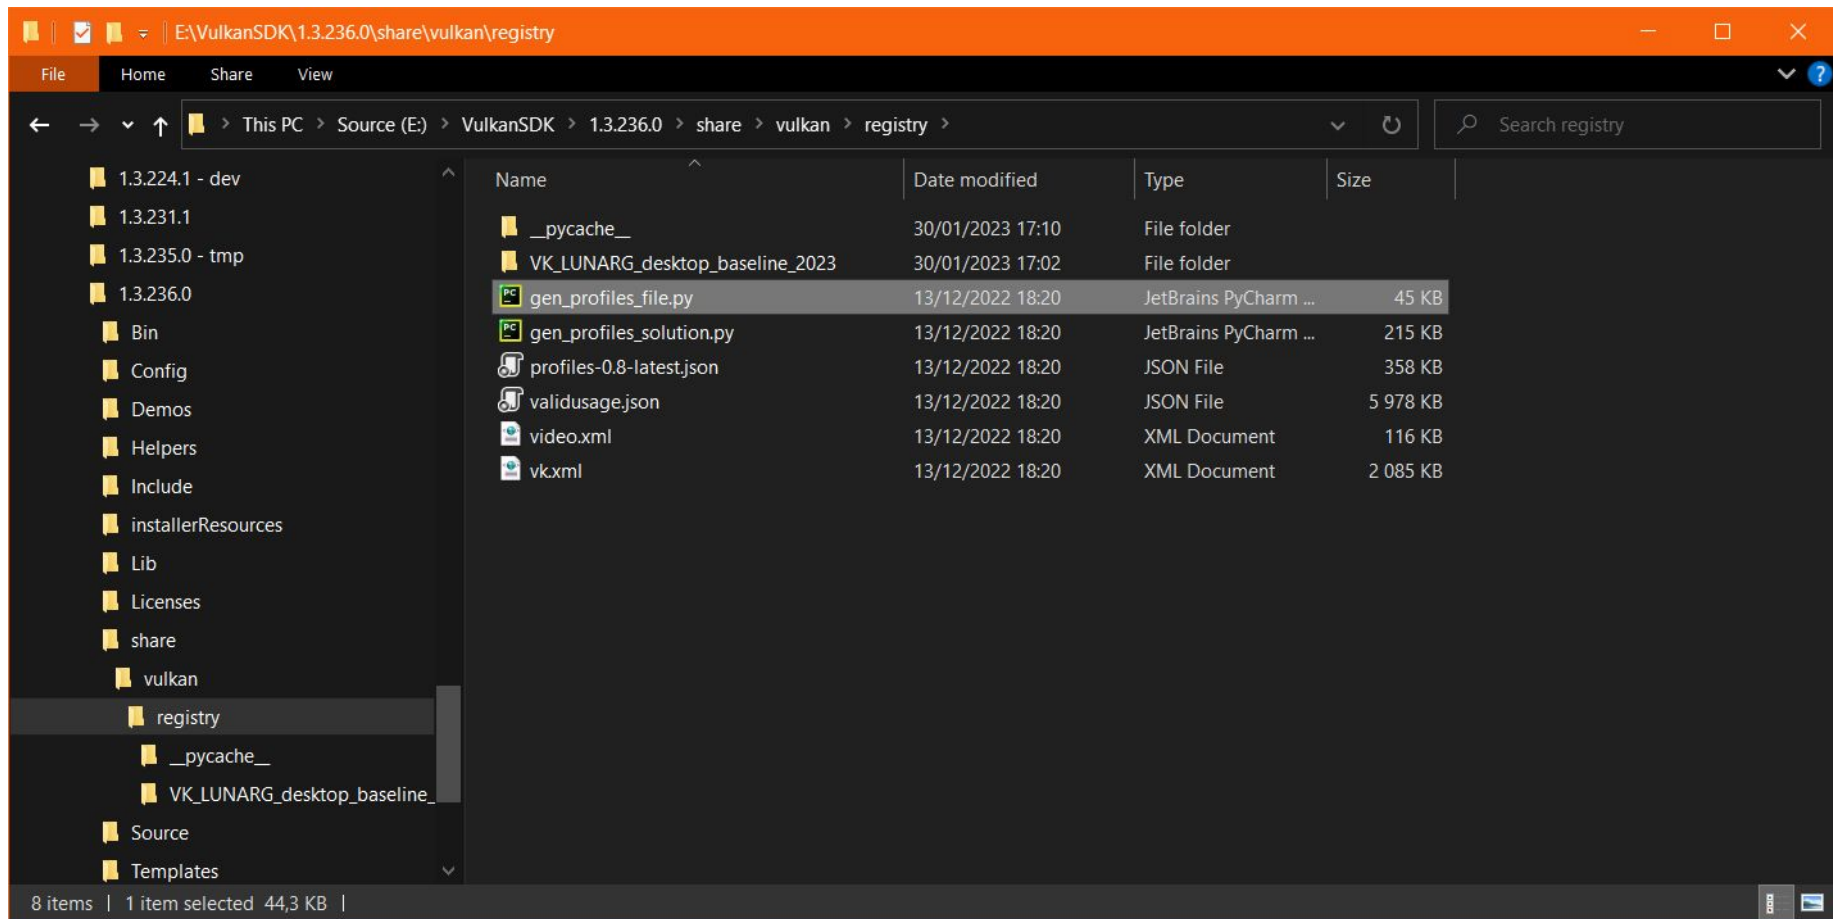 E:\VulkanSDK\1.3.236.0\share\vulkan\registry
File Home Share View
This PC > Source (E:) > VulkanSDK > 1.3.236.0 > share > vulkan > registry > Search registry
1.3.224.1 - dev
1.3.231.1
1.3.235.0 - tmp
1.3.236.0
Bin
Config
Demos
Helpers
Include
installerResources
Lib
Licenses
share
vulkan
registry
__pycache__
VK_LUNARG_desktop_baseline_
Source
Templates
Name Date modified Type Size
__pycache__ 30/01/2023 17:10 File folder
VK_LUNARG_desktop_baseline_2023 30/01/2023 17:02 File folder
gen_profiles_file.py 13/12/2022 18:20 JetBrains PyCharm ... 45 KB
gen_profiles_solution.py 13/12/2022 18:20 JetBrains PyCharm ... 215 KB
profiles-0.8-latest.json 13/12/2022 18:20 JSON File 358 KB
validusage.json 13/12/2022 18:20 JSON File 5 978 KB
video.xml 13/12/2022 18:20 XML Document 116 KB
vk.xml 13/12/2022 18:20 XML Document 2 085 KB
8 items | 1 item selected 44,3 KB |